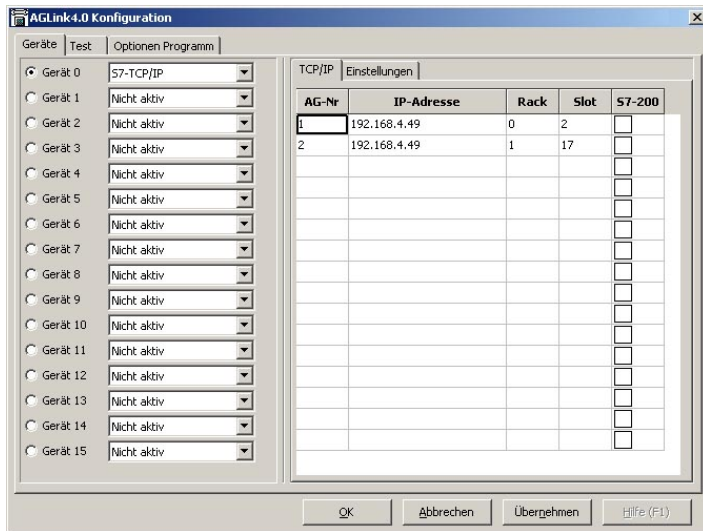 AGLink4.0 Konfiguration
Geräte Test Optionen Programm
Gerät 0 S7-TCP/IP
Gerät 1 Nicht aktiv
Gerät 2 Nicht aktiv
Gerät 3 Nicht aktiv
Gerät 4 Nicht aktiv
Gerät 5 Nicht aktiv
Gerät 6 Nicht aktiv
Gerät 7 Nicht aktiv
Gerät 8 Nicht aktiv
Gerät 9 Nicht aktiv
Gerät 10 Nicht aktiv
Gerät 11 Nicht aktiv
Gerät 12 Nicht aktiv
Gerät 13 Nicht aktiv
Gerät 14 Nicht aktiv
Gerät 15 Nicht aktiv
TCP/IP Einstellungen
AG-Nr IP-Adresse Rack Slot S7-200
1 192.168.4.49 0 2
2 192.168.4.49 1 17
OK Abbrechen Übernehmen Hilfe (F1)